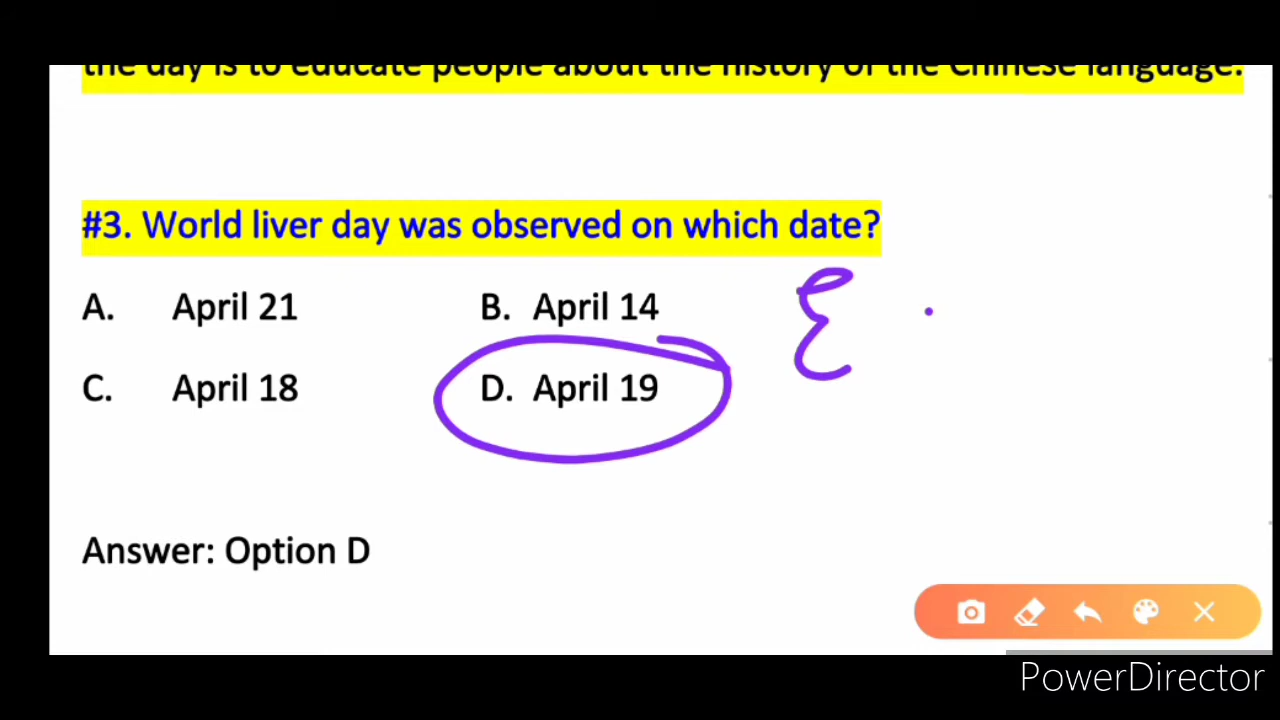 the day is to educate people about the history of the Chinese language.
#3. World liver day was observed on which date?
A. April 21 B. April 14
C. April 18 D. April 19
Answer: Option D
PowerDirector